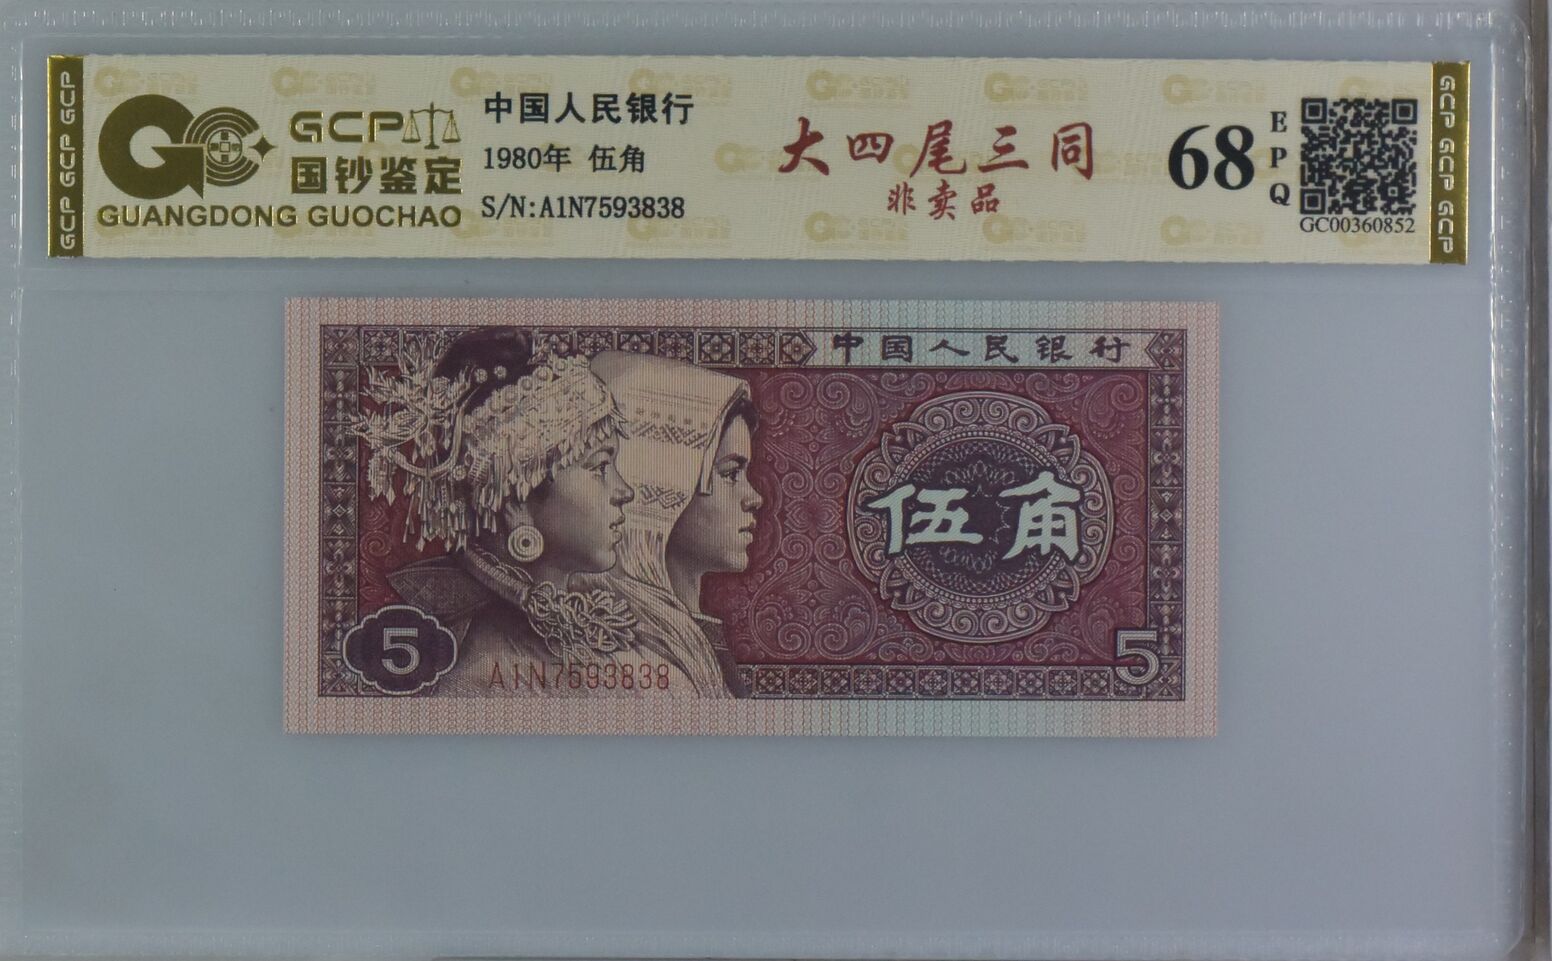 GCP GCP GCP
GCP
国钞鉴定
GUANGDONG GUOCHAO
中国人民银行
1980年 伍角
S/N:A1N7593838
大四尾三同
非卖品
68
EPQ
GC00360852
GCP GCP GCP
中国人民银行
伍角
5
A1N7593838
5